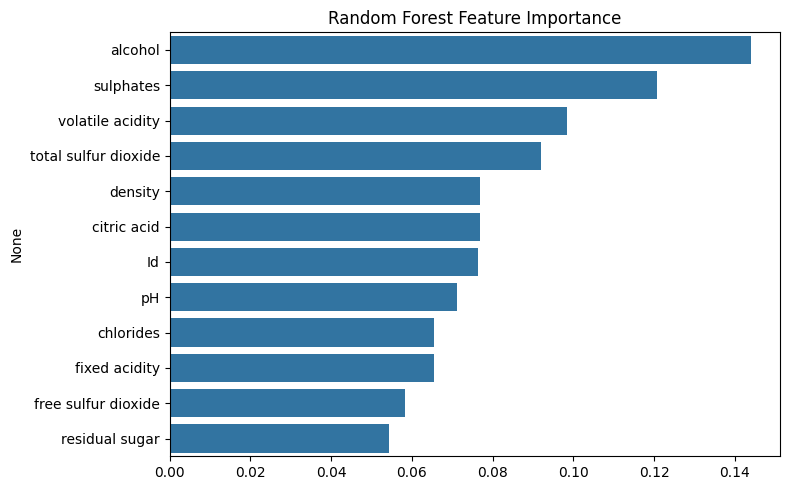 Random Forest Feature Importance
None
alcohol
sulphates
volatile acidity
total sulfur dioxide
density
citric acid
Id
pH
chlorides
fixed acidity
free sulfur dioxide
residual sugar
0.00 0.02 0.04 0.06 0.08 0.10 0.12 0.14